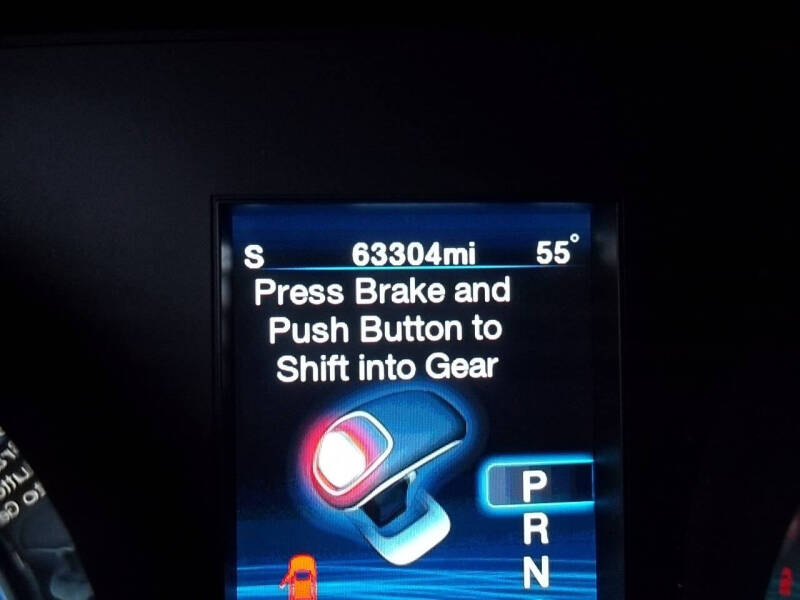 S 63304mi 55°
Press Brake and
Push Button to
Shift into Gear
P
R
N